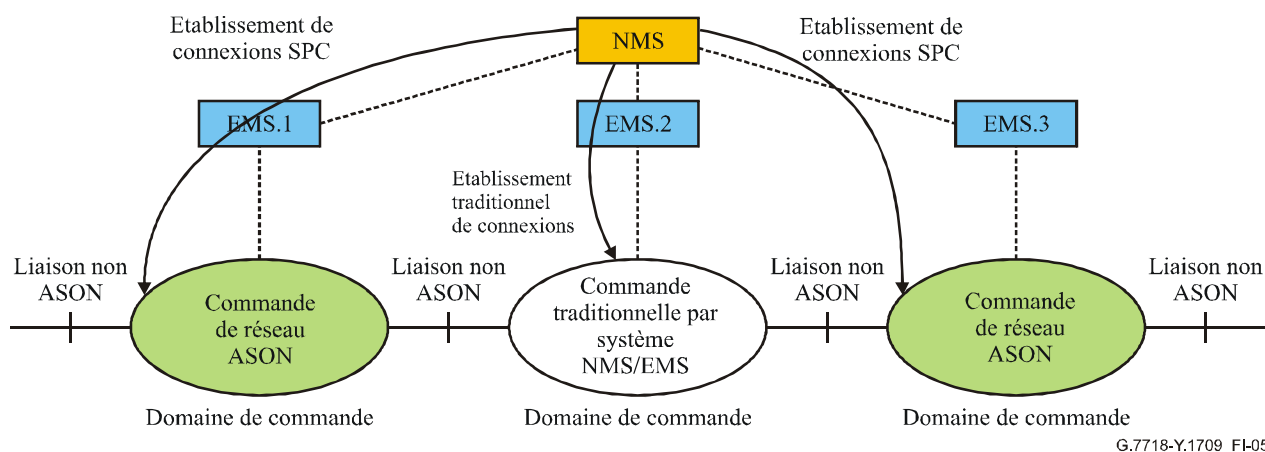 Etablissement de
connexions SPC
NMS
Etablissement de
connexions SPC
EMS.1
EMS.2
EMS.3
Etablissement
traditionnel
de connexions
Liaison non
ASON
Commande
de réseau
ASON
Liaison non
ASON
Commande
traditionnelle par
système
NMS/EMS
Liaison non
ASON
Commande
de réseau
ASON
Liaison non
ASON
Domaine de commande
Domaine de commande
Domaine de commande
G.7718-Y.1709_FI-05